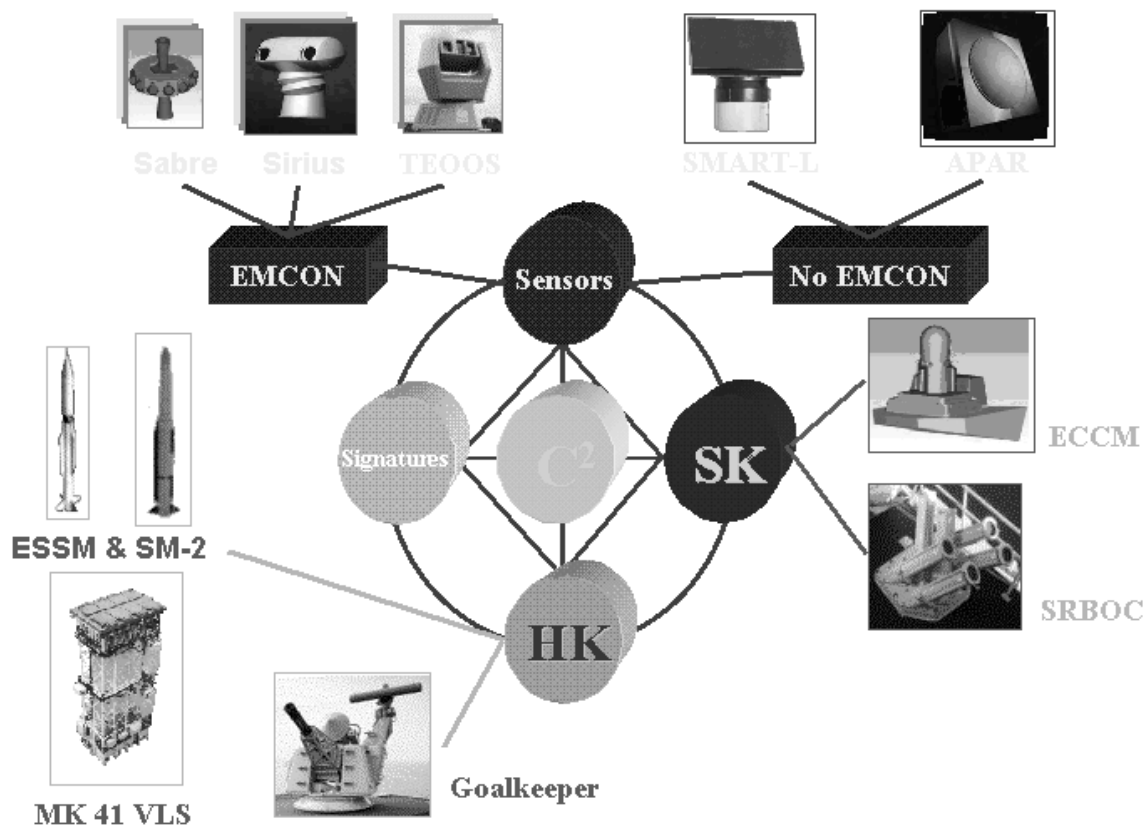 Sabre
Sirius
TEOOS
SMART-L
APAR
EMCON
Sensors
No EMCON
Signatures
C²
SK
ECCM
ESSM & SM-2
HK
SRBOC
MK 41 VLS
Goalkeeper